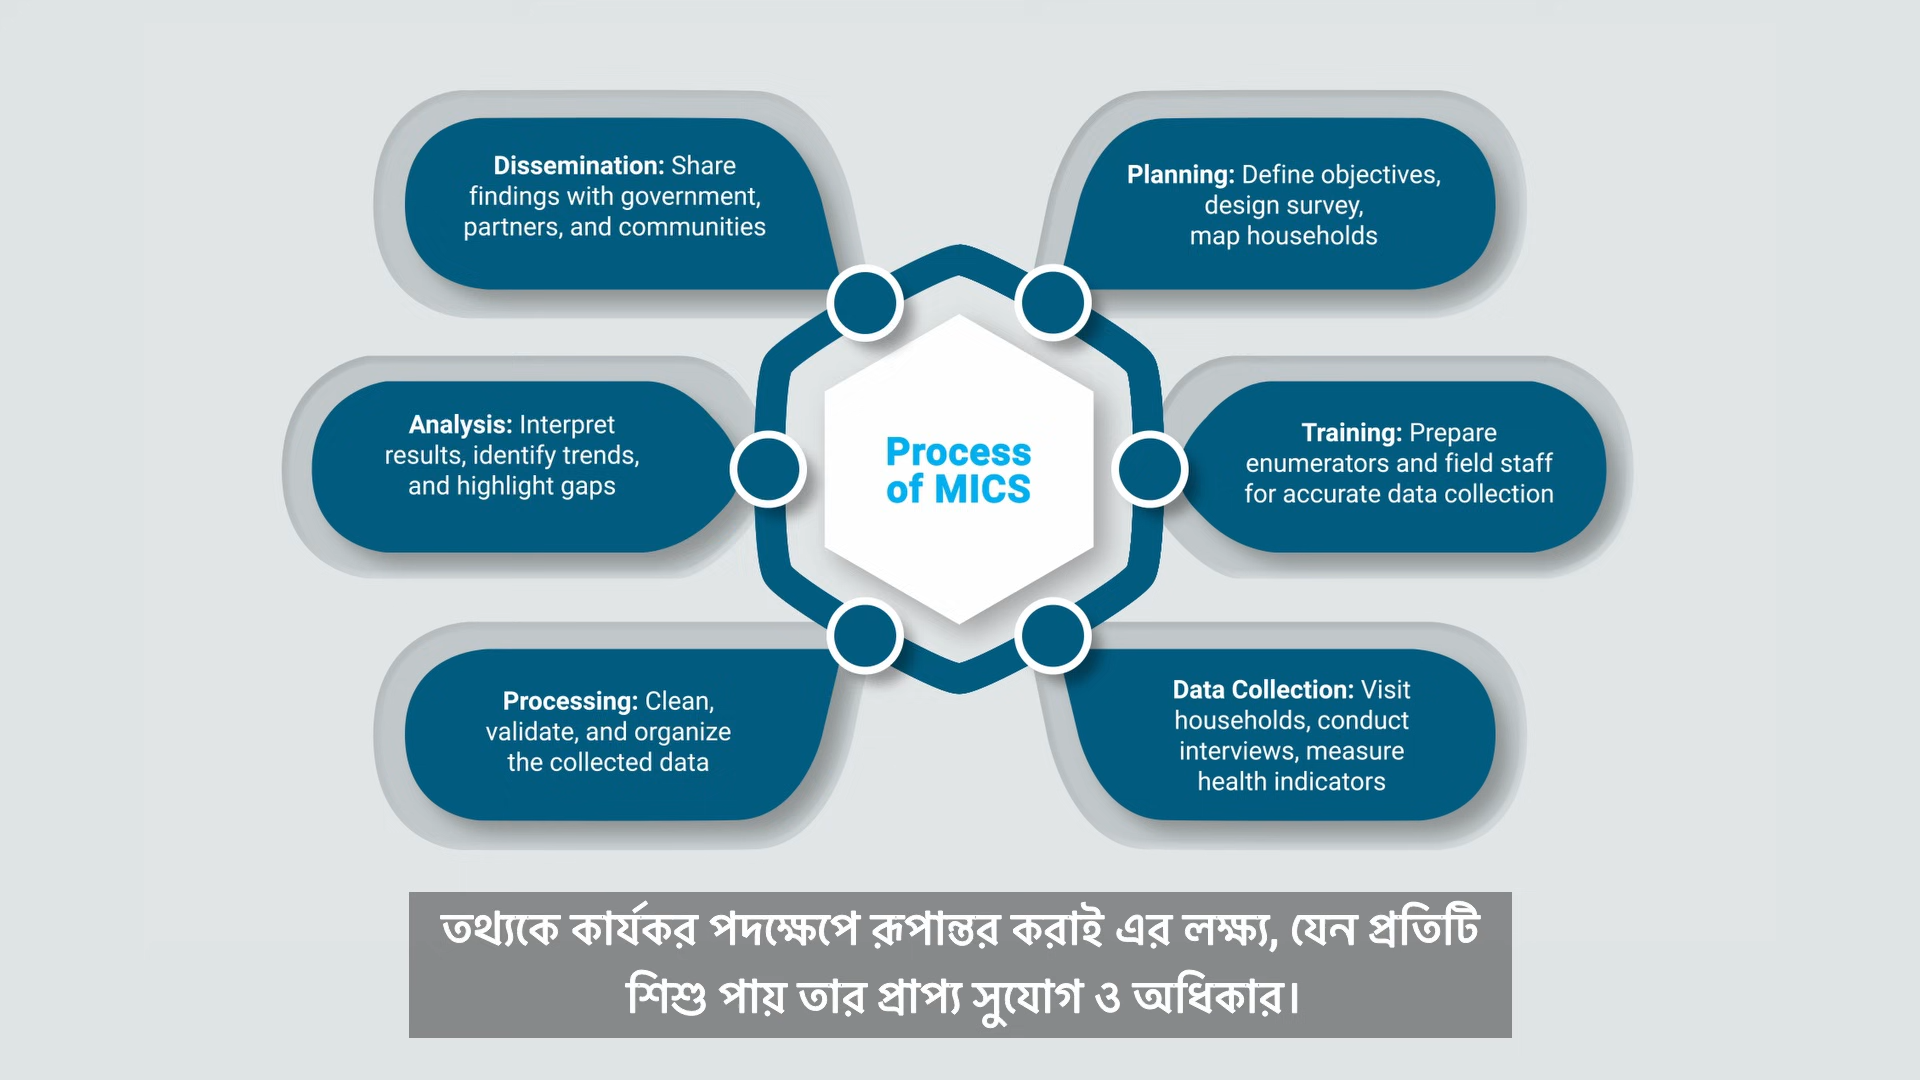 Dissemination: Share
findings with government,
partners, and communities
Planning: Define objectives,
design survey,
map households
Analysis: Interpret
results, identify trends,
and highlight gaps
Process
of MICS
Training: Prepare
enumerators and field staff
for accurate data collection
Processing: Clean,
validate, and organize
the collected data
Data Collection: Visit
households, conduct
interviews, measure
health indicators
তথ্যকে কার্যকর পদক্ষেপে রূপান্তর করাই এর লক্ষ্য, যেন প্রতিটি
শিশু পায় তার প্রাপ্য সুযোগ ও অধিকার।